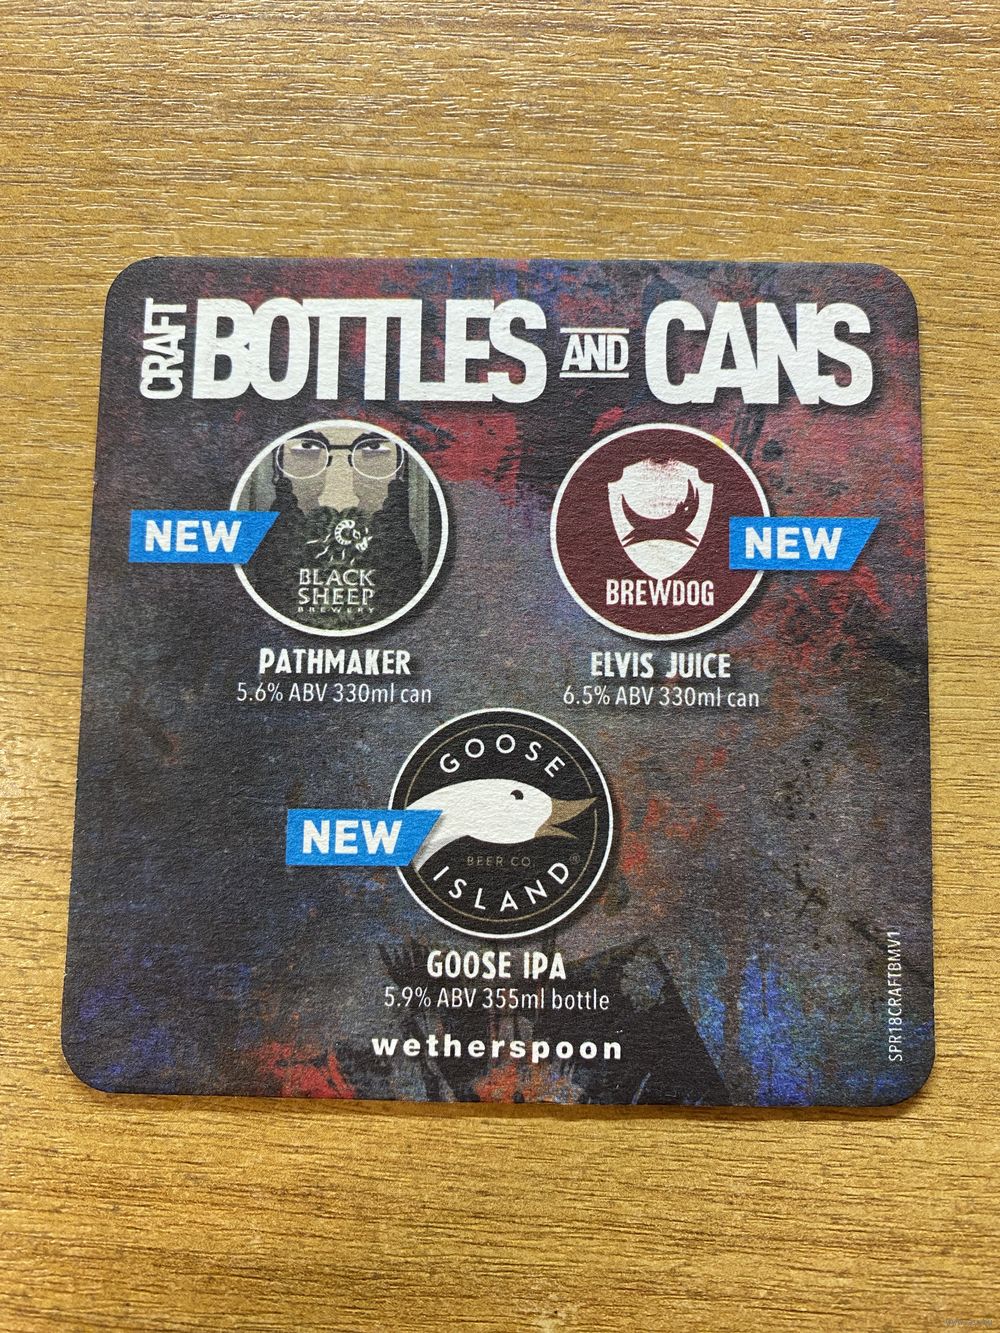 CRAFT BOTTLES AND CANS
NEW
BLACK
SHEEP
BREWERY
PATHMAKER
5.6% ABV 330ml can
BREWDOG
NEW
ELVIS JUICE
6.5% ABV 330ml can
NEW
GOOSE
BEER CO.
ISLAND®
GOOSE IPA
5.9% ABV 355ml bottle
wetherspoon
SPR18CRAFTBMV1